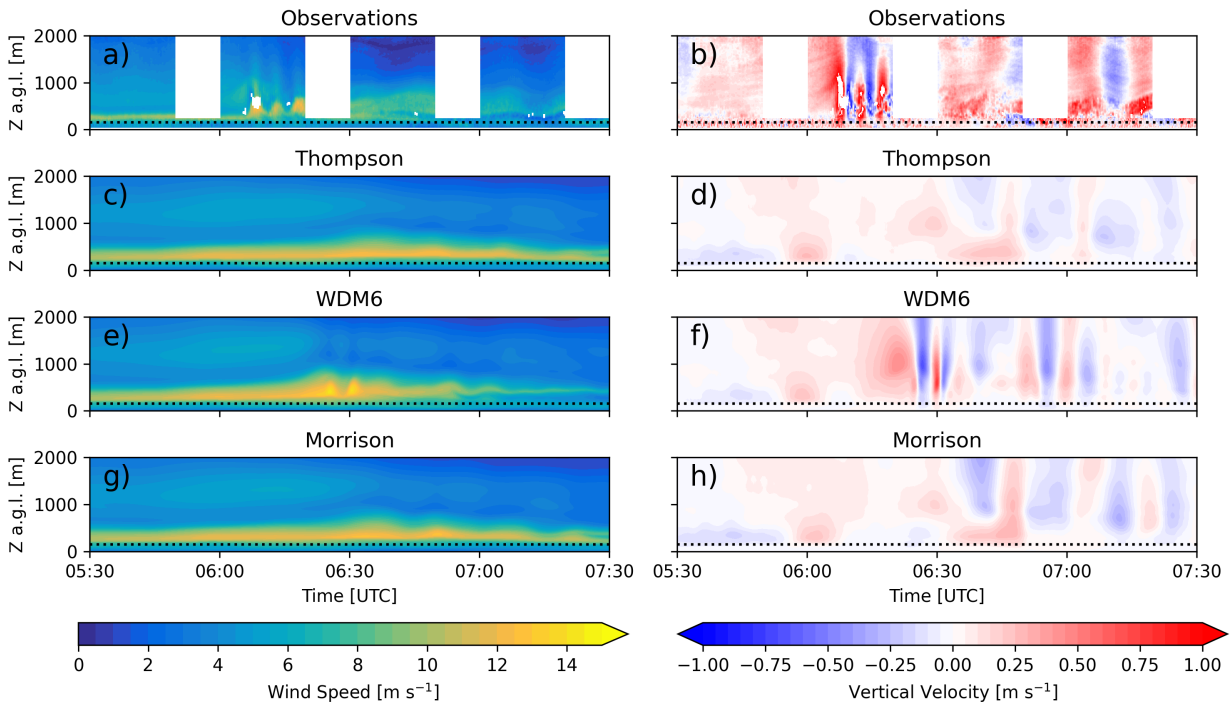 Observations
Observations
Z a.g.l. [m]
2000
1000
0
a)
b)
Thompson
Thompson
Z a.g.l. [m]
2000
1000
0
c)
d)
WDM6
WDM6
Z a.g.l. [m]
2000
1000
0
e)
f)
Morrison
Morrison
Z a.g.l. [m]
2000
1000
0
g)
h)
05:30 06:00 06:30 07:00 07:30
05:30 06:00 06:30 07:00 07:30
Time [UTC]
Time [UTC]
0 2 4 6 8 10 12 14
−1.00 −0.75 −0.50 −0.25 0.00 0.25 0.50 0.75 1.00
Wind Speed [m s⁻¹]
Vertical Velocity [m s⁻¹]